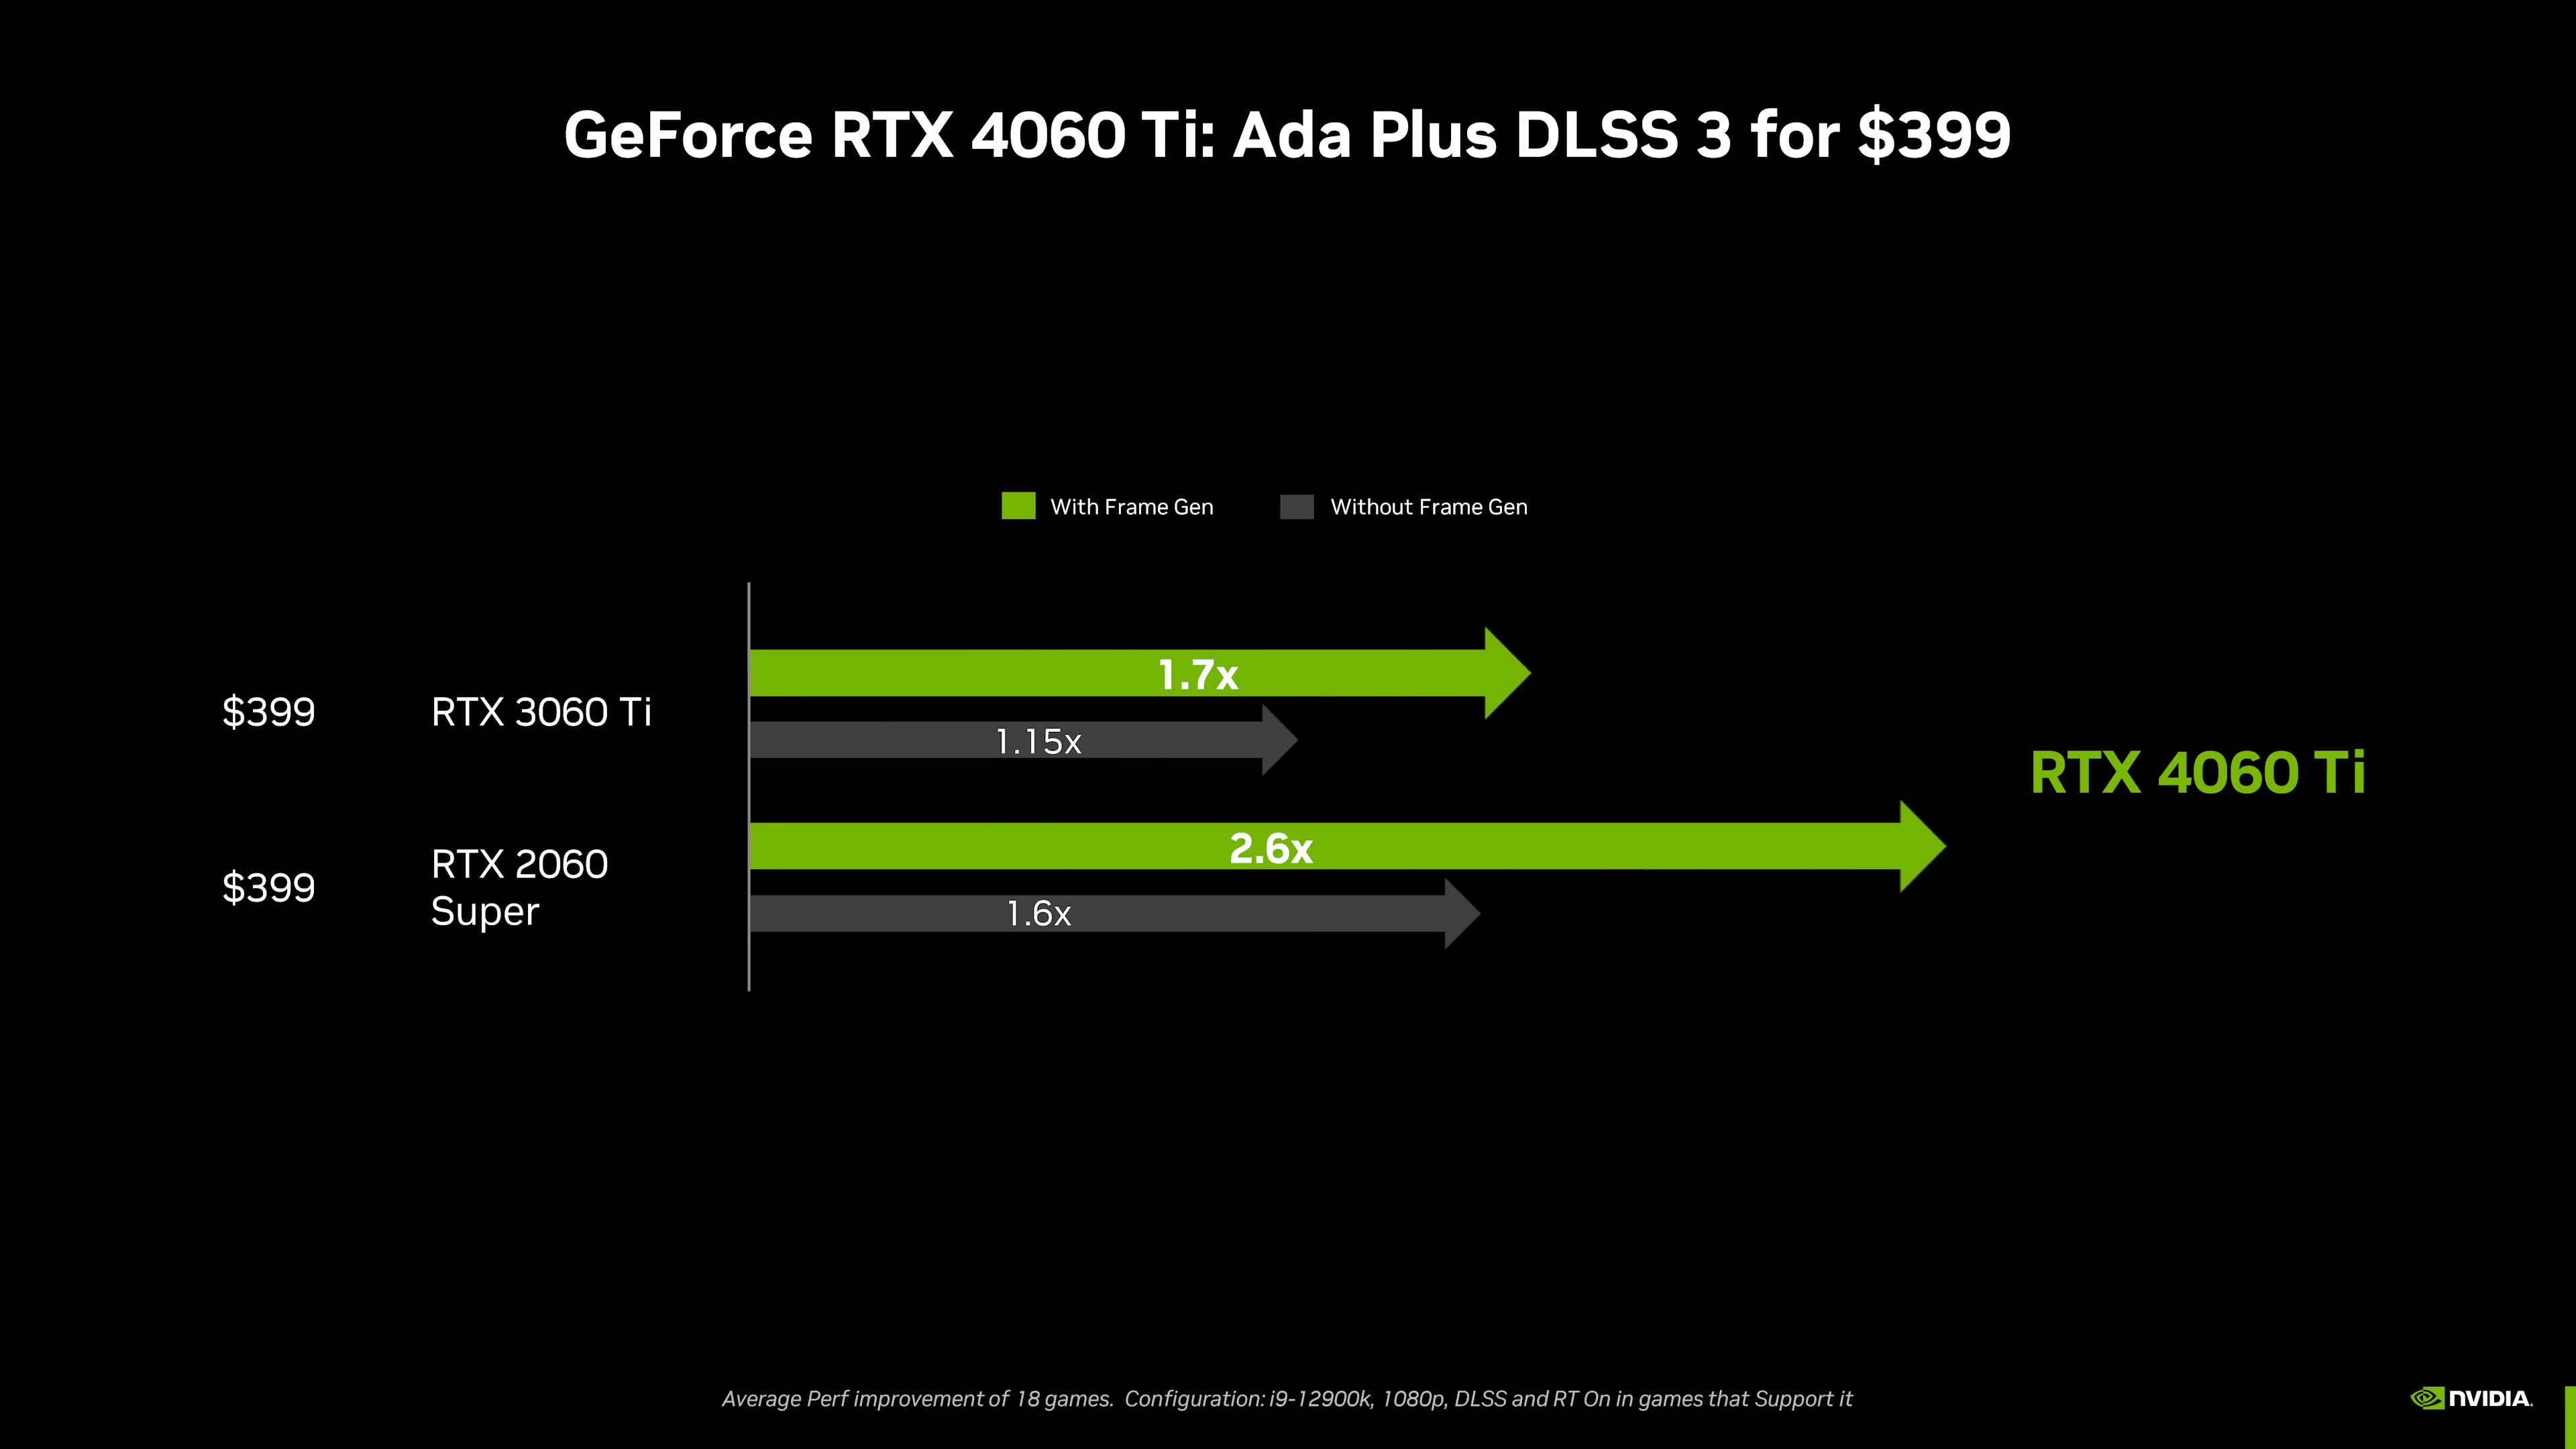 GeForce RTX 4060 Ti: Ada Plus DLSS 3 for $399
With Frame Gen
Without Frame Gen
$399
RTX 3060 Ti
1.7x
1.15x
RTX 4060 Ti
$399
RTX 2060
Super
2.6x
1.6x
Average Perf improvement of 18 games. Configuration: i9-12900k, 1080p, DLSS and RT On in games that Support it
NVIDIA.